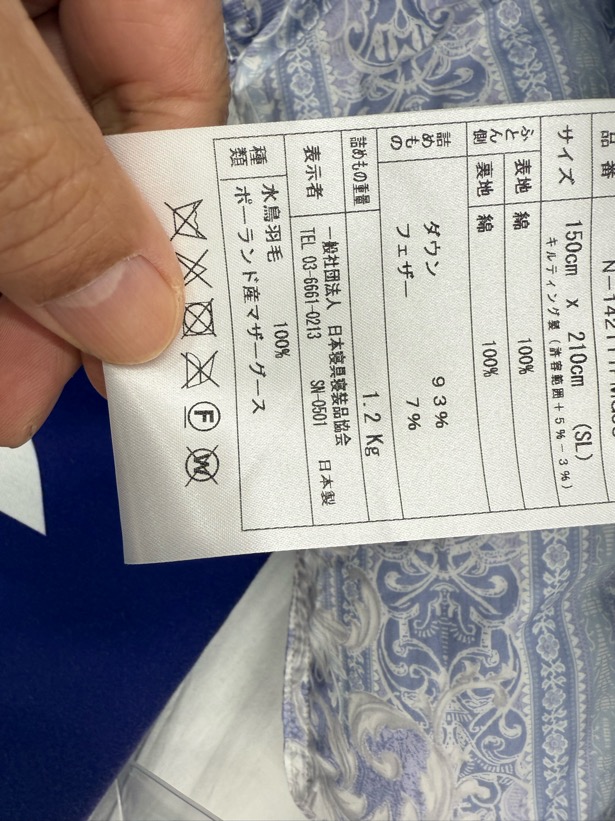 品番
サイズ 150cm x 210cm (SL)
キルティング製(許容範囲+5%-3%)
ふとん側 表地 綿 100%
裏地 綿 100%
詰めもの ダウン 93%
フェザー 7%
詰めもの重量 1.2Kg
表示者 一般社団法人 日本寝具寝装品協会
TEL 03-6661-0213 SN-0501 日本製
種類 水鳥羽毛 100%
ポーランド産マザーグース
F
W